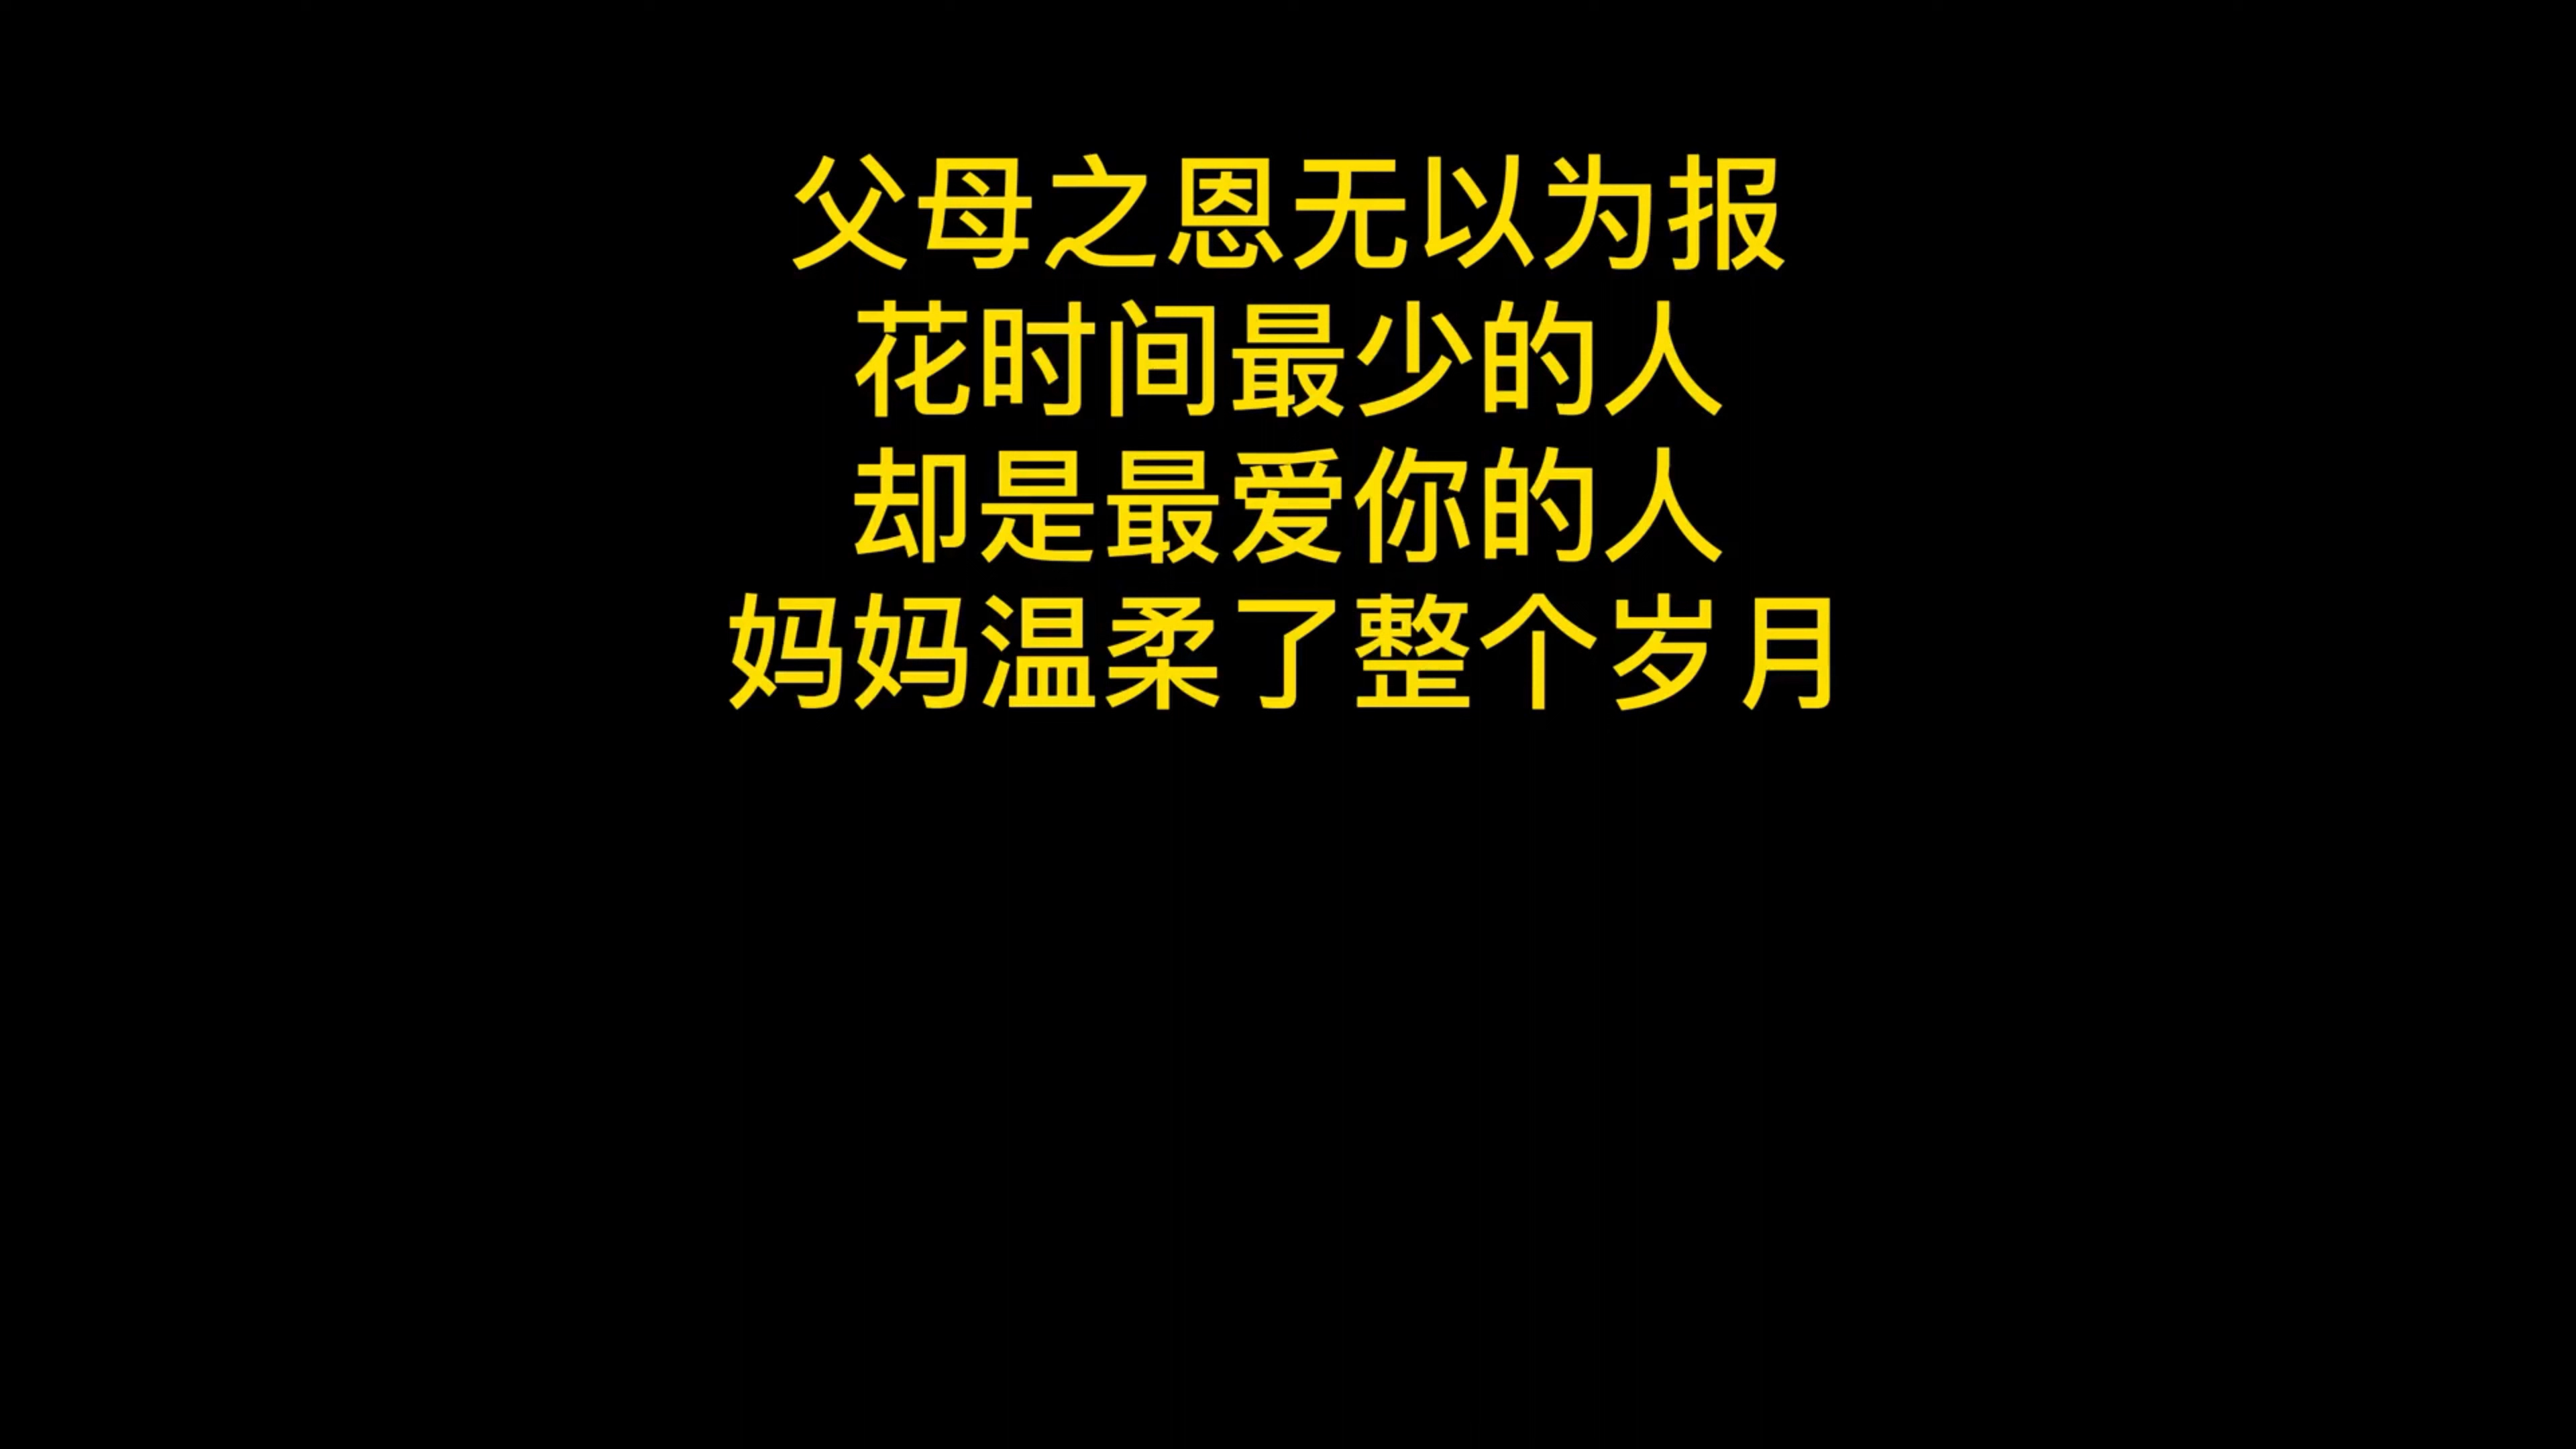 父母之恩无以为报
花时间最少的人
却是最爱你的人
妈妈温柔了整个岁月